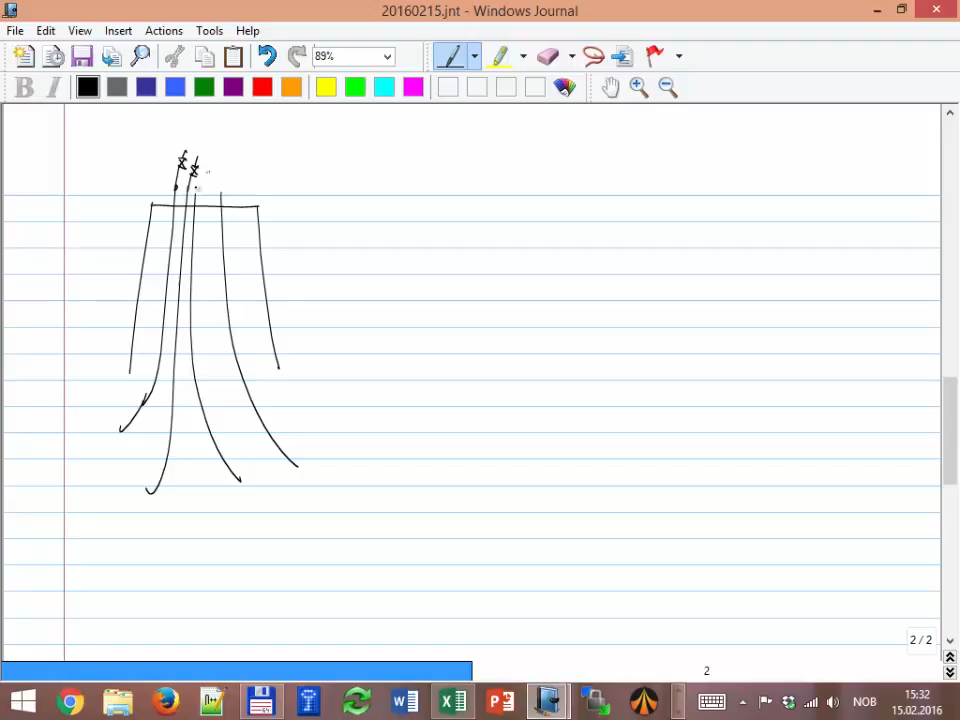 20160215.jnt - Windows Journal
File Edit View Insert Actions Tools Help
89%
B I
2 / 2
2
NOB
15:32
15.02.2016